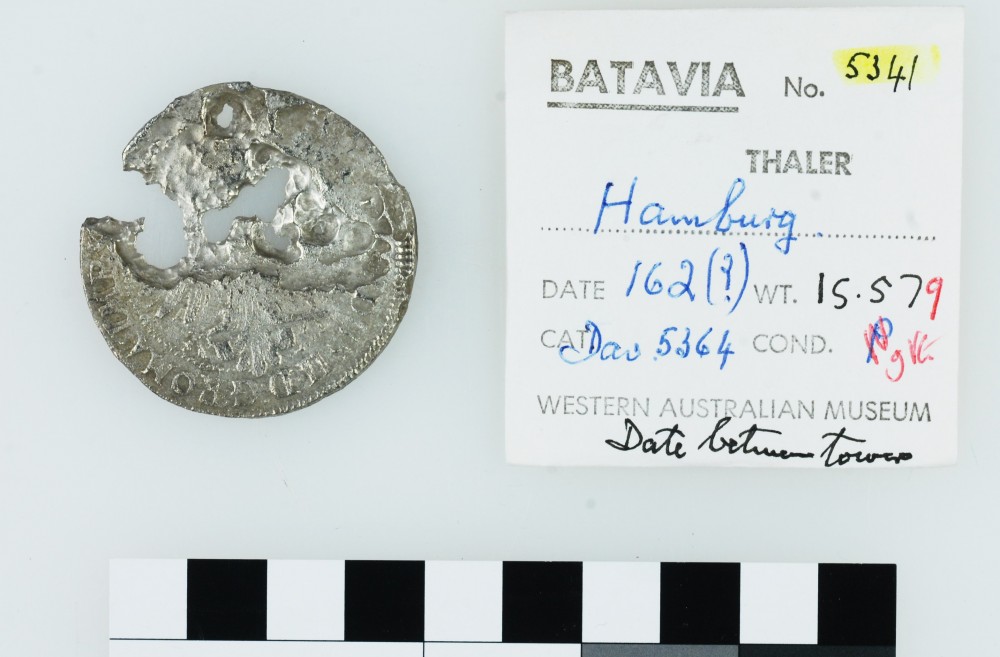 BATAVIA No. 5341
THALER
Hamburg.
DATE 162(?) WT. 15.579
CAT. Dav 5364 COND.
WESTERN AUSTRALIAN MUSEUM
Date between towers